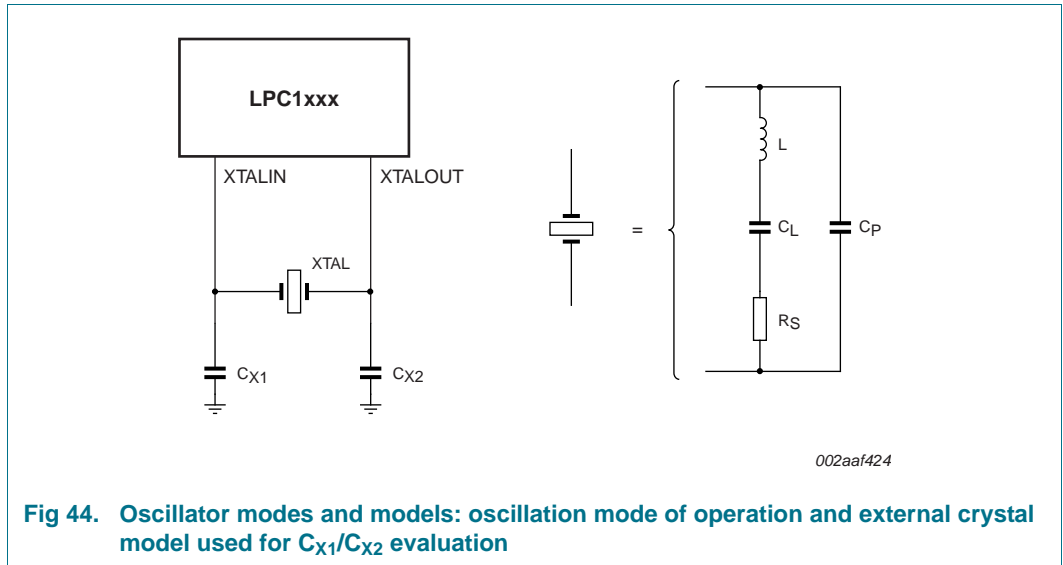 LPC1xxx
XTALIN
XTALOUT
XTAL
CX1
CX2
=
L
CL
CP
RS
002aaf424
Fig 44. Oscillator modes and models: oscillation mode of operation and external crystal
model used for CX1/CX2 evaluation